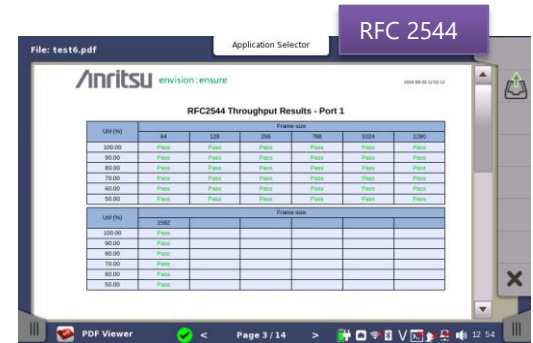 RFC 2544
File: test6.pdf
Application Selector
Anritsu envision : ensure
RFC2544 Throughput Results - Port 1
Util (%) Frame size
64 128 256 768 1024 1280
100.00 Pass Pass Pass Pass Pass Pass
90.00 Pass Pass Pass Pass Pass Pass
80.00 Pass Pass Pass Pass Pass Pass
70.00 Pass Pass Pass Pass Pass Pass
60.00 Pass Pass Pass Pass Pass Pass
50.00 Pass Pass Pass Pass Pass Pass
Util (%) Frame size
1582
100.00 Pass
90.00 Pass
80.00 Pass
70.00 Pass
60.00 Pass
50.00 Pass
PDF Viewer < Page 3 / 14 > 12 54